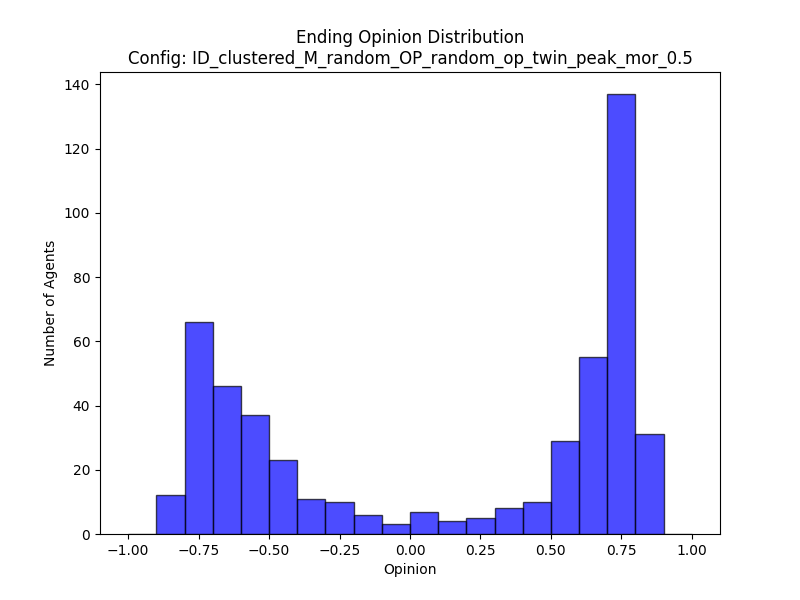 Ending Opinion Distribution
Config: ID_clustered_M_random_OP_random_op_twin_peak_mor_0.5
140
120
100
80
60
40
20
0
Number of Agents
−1.00 −0.75 −0.50 −0.25 0.00 0.25 0.50 0.75 1.00
Opinion